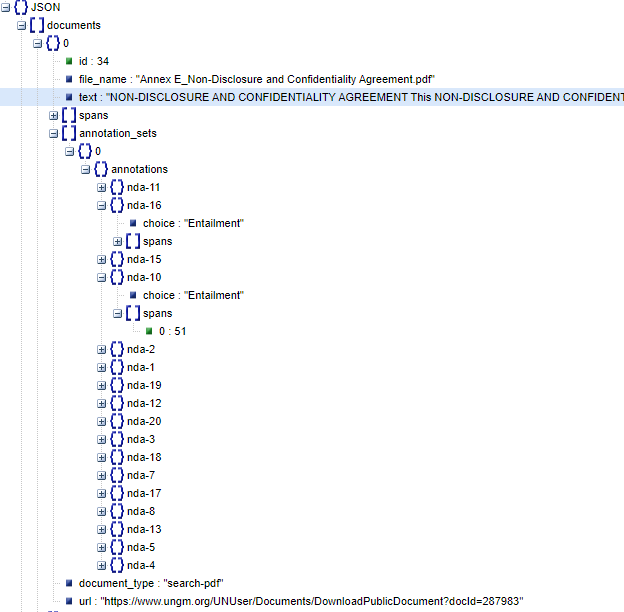 JSON
documents
0
id : 34
file_name : "Annex E_Non-Disclosure and Confidentiality Agreement.pdf"
text : "NON-DISCLOSURE AND CONFIDENTIALITY AGREEMENT This NON-DISCLOSURE AND CONFIDENT
spans
annotation_sets
0
annotations
nda-11
nda-16
choice : "Entailment"
spans
nda-15
nda-10
choice : "Entailment"
spans
0 : 51
nda-2
nda-1
nda-19
nda-12
nda-20
nda-3
nda-18
nda-7
nda-17
nda-8
nda-13
nda-5
nda-4
document_type : "search-pdf"
url : "https://www.ungm.org/UNUser/Documents/DownloadPublicDocument?docId=287983"